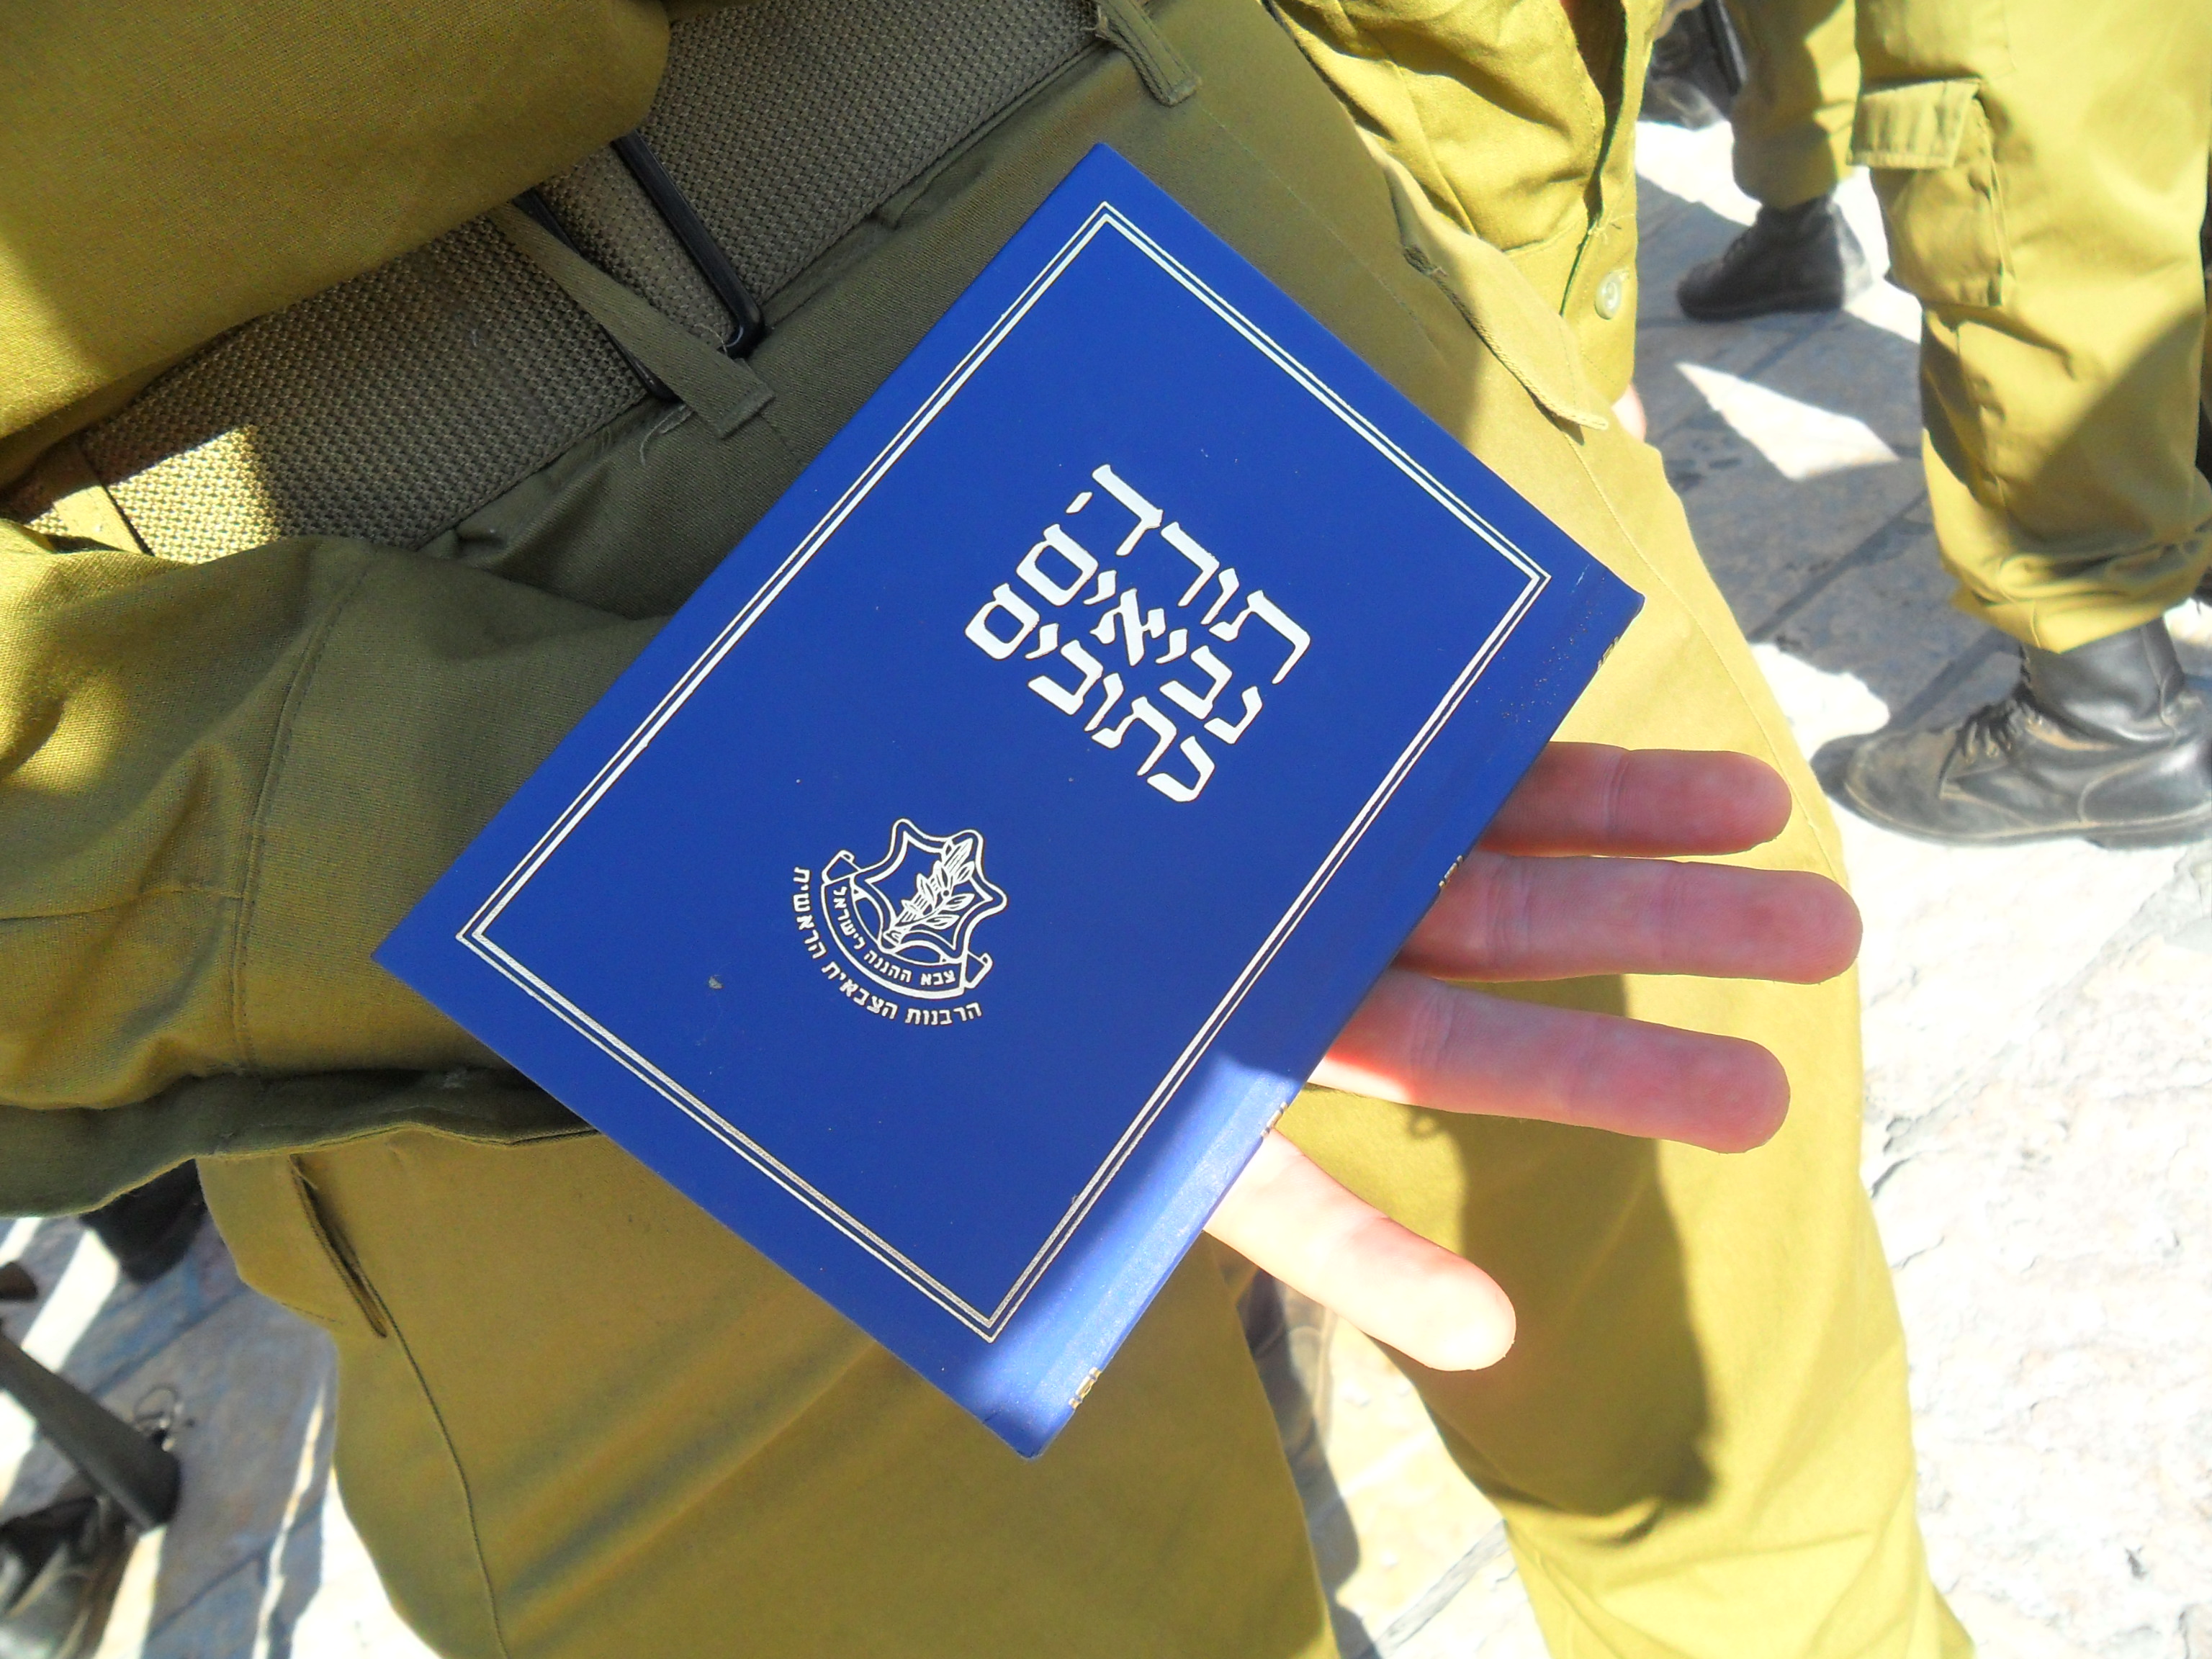 תורה
נביאים
כתובים
צבא ההגנה לישראל
הרבנות הצבאית הראשית